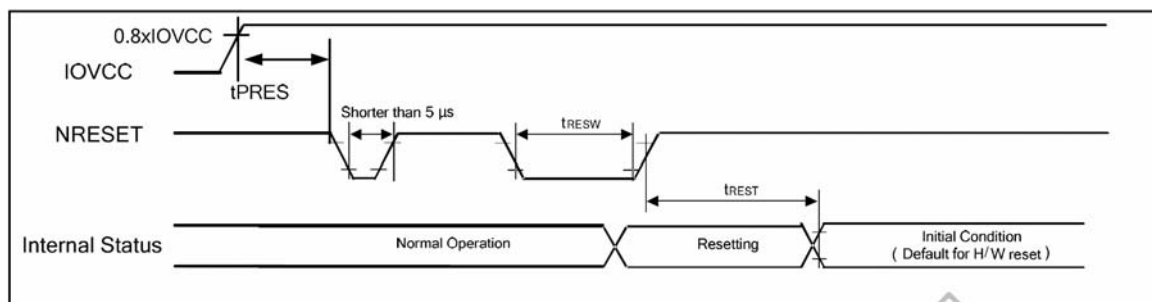 0.8xIOVCC
IOVCC
tPRES
Shorter than 5 µs
NRESET
tRESW
tREST
Internal Status
Normal Operation
Resetting
Initial Condition
( Default for H/W reset )